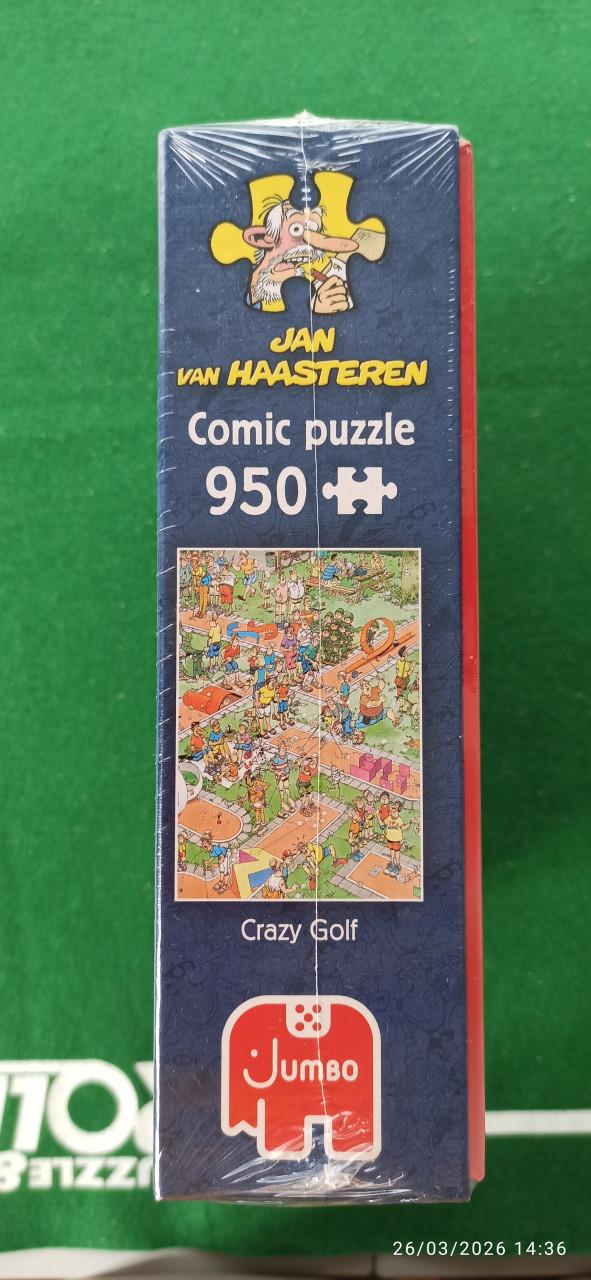 JAN
VAN HAASTEREN
Comic puzzle
950
Crazy Golf
JUMBO
26/03/2026 14:36